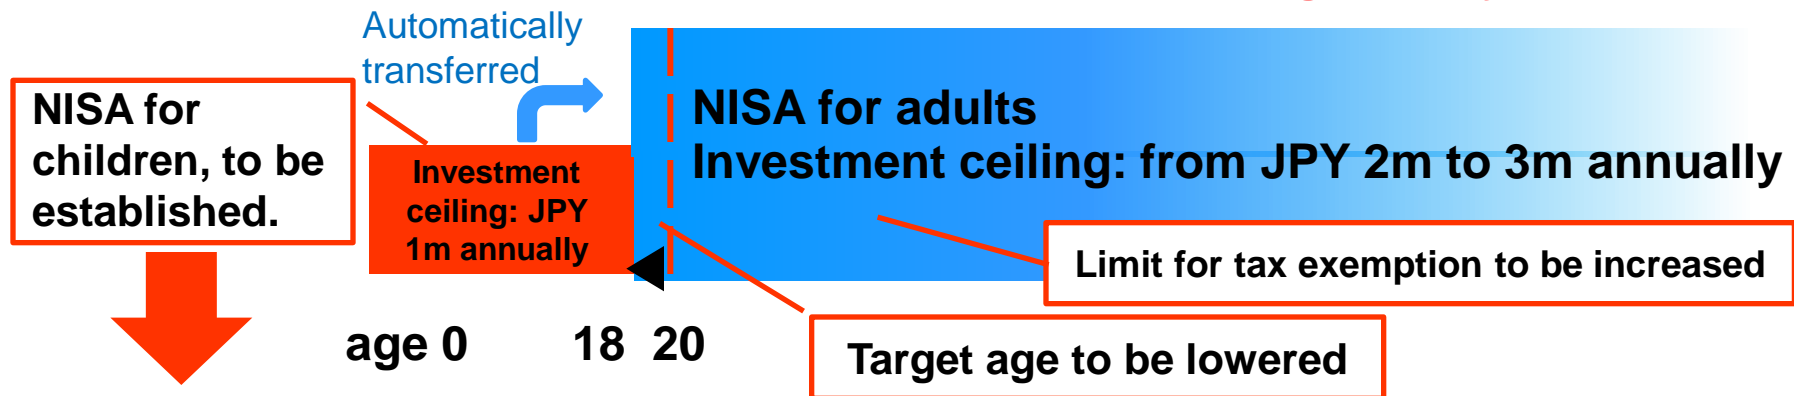 Automatically
transferred
NISA for
children, to be
established.
Investment
ceiling: JPY
1m annually
NISA for adults
Investment ceiling: from JPY 2m to 3m annually
Limit for tax exemption to be increased
age 0 18 20
Target age to be lowered